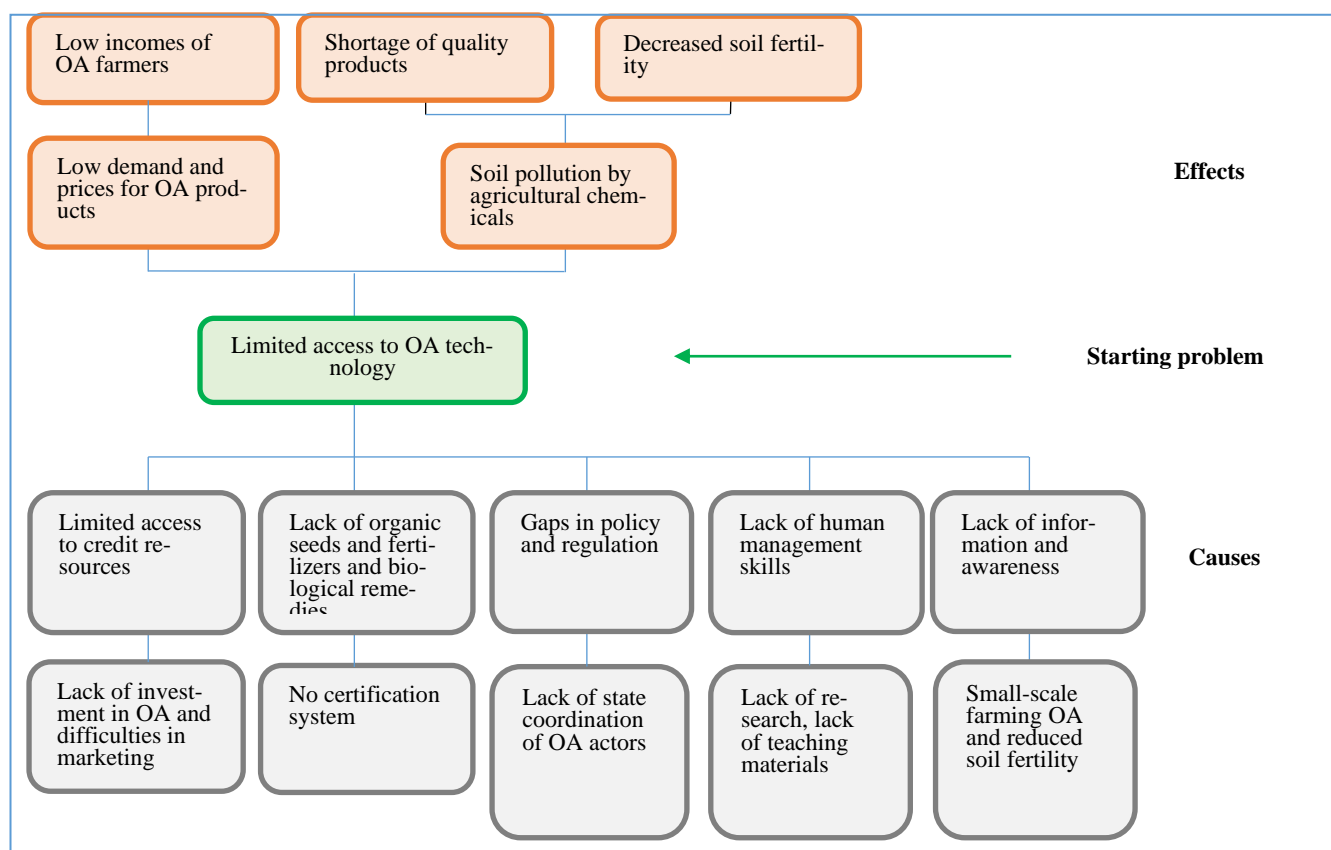 Low incomes of
OA farmers
Shortage of quality
products
Decreased soil fertil-
ity
Low demand and
prices for OA prod-
ucts
Soil pollution by
agricultural chem-
icals
Effects
Limited access to OA tech-
nology
Starting problem
Limited access
to credit re-
sources
Lack of organic
seeds and ferti-
lizers and bio-
logical reme-
dies
Gaps in policy
and regulation
Lack of human
management
skills
Lack of infor-
mation and
awareness
Causes
Lack of invest-
ment in OA and
difficulties in
marketing
No certification
system
Lack of state
coordination
of OA actors
Lack of re-
search, lack
of teaching
materials
Small-scale
farming OA
and reduced
soil fertility